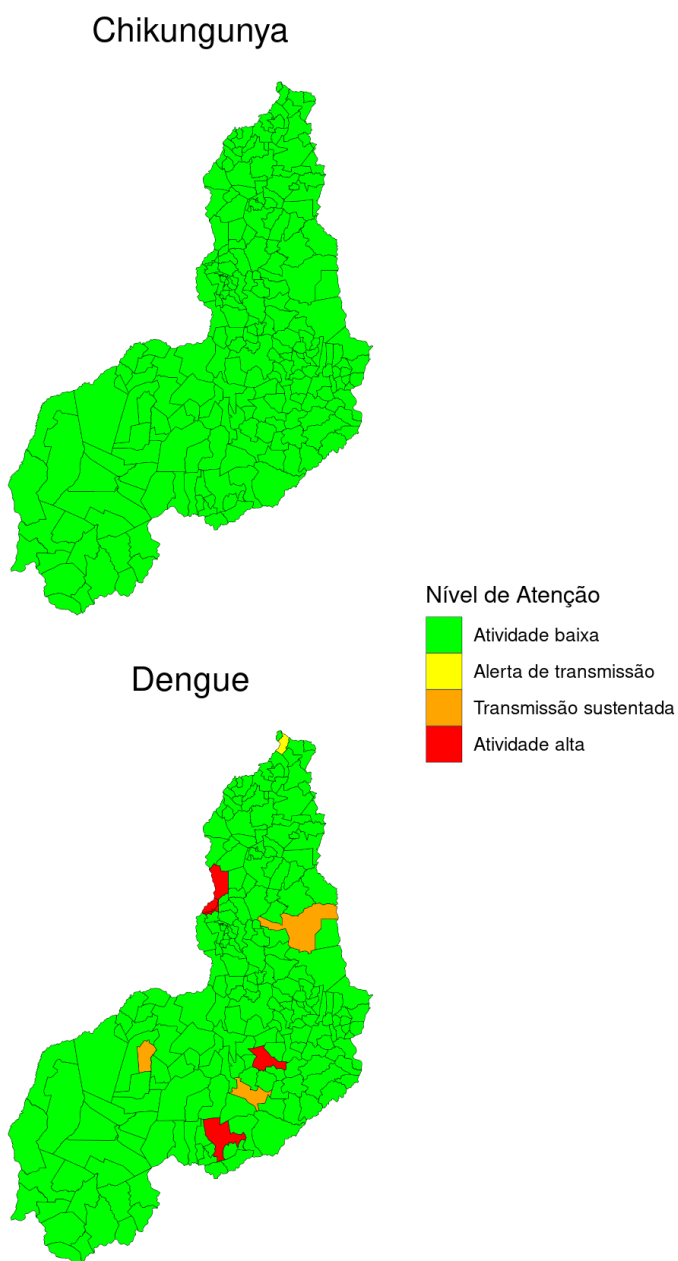 Chikungunya
Nível de Atenção
Atividade baixa
Alerta de transmissão
Transmissão sustentada
Atividade alta
Dengue